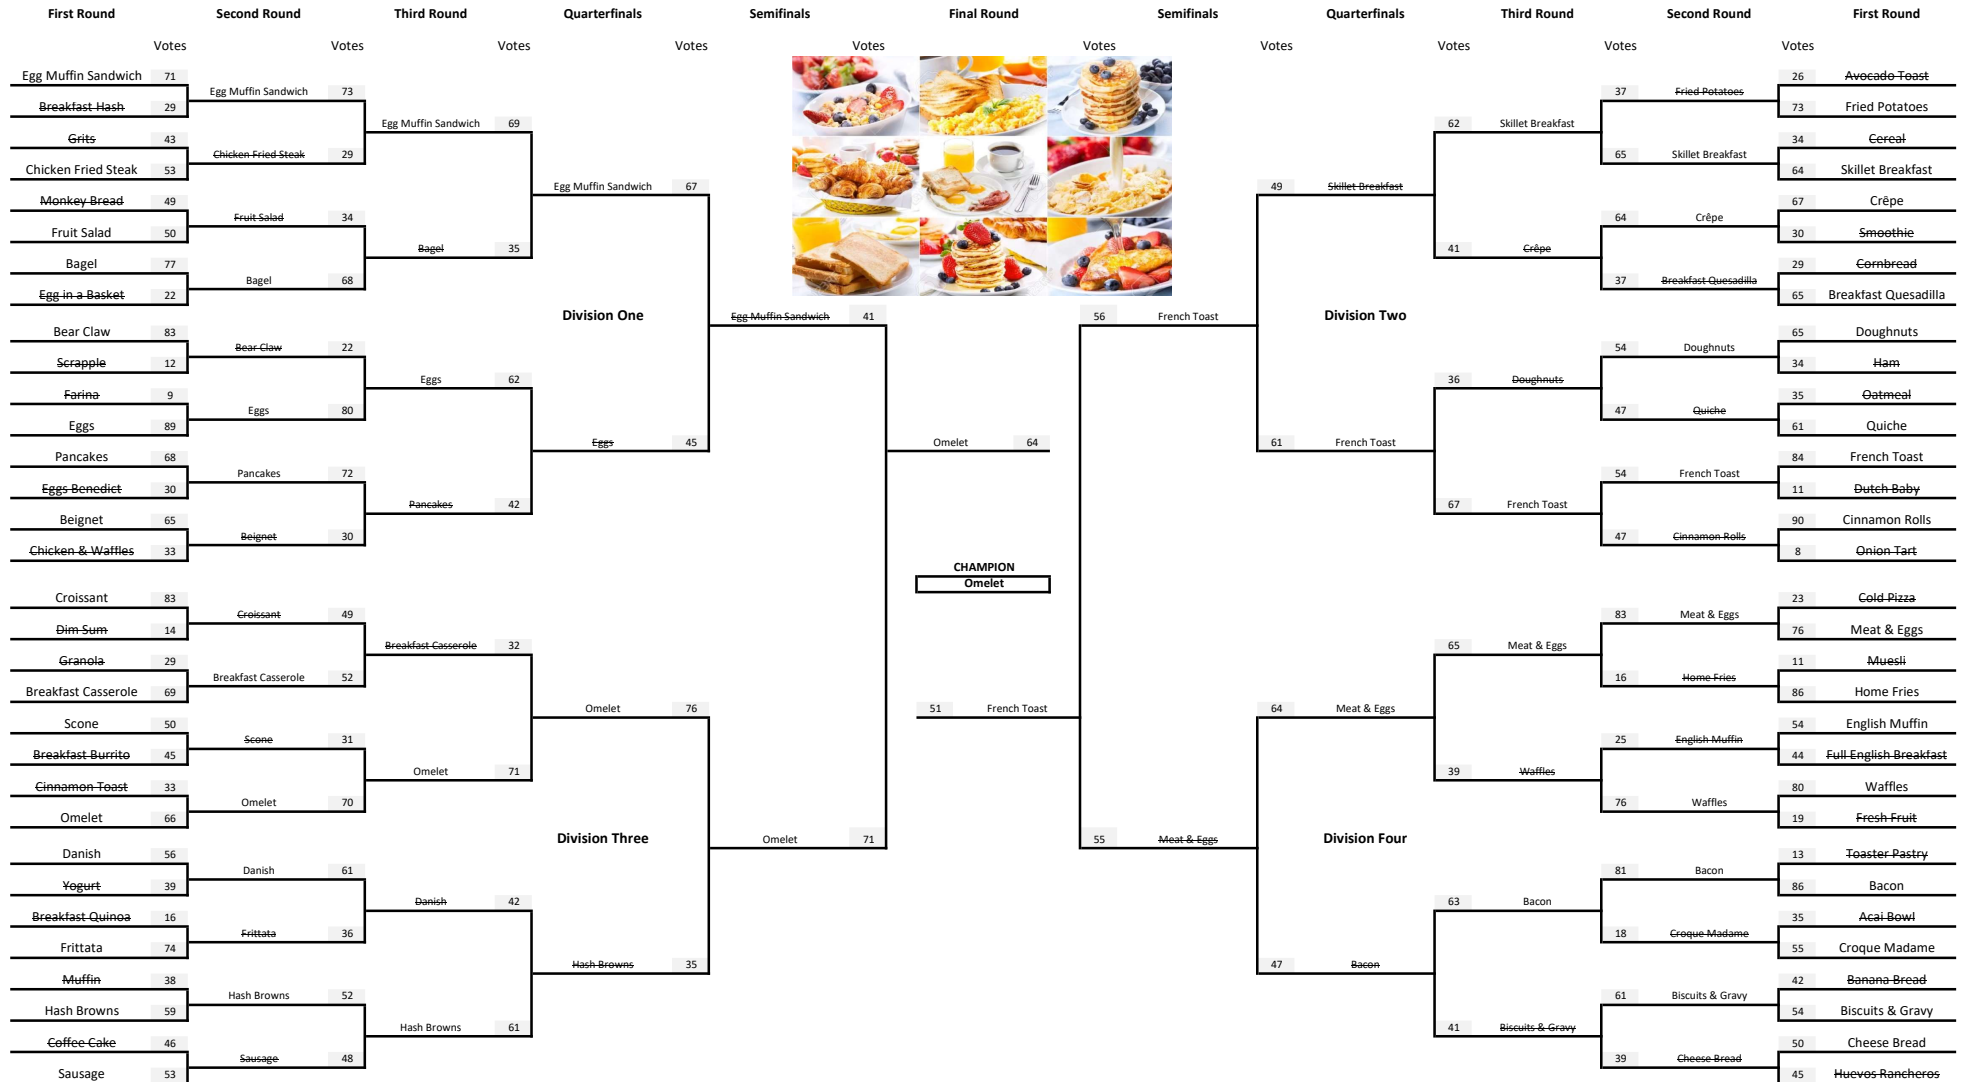 First Round Second Round Third Round Quarterfinals Semifinals Final Round Semifinals Quarterfinals Third Round Second Round First Round
Votes Votes Votes Votes Votes Votes Votes Votes Votes Votes
Egg Muffin Sandwich 71 26 Avocado Toast
Egg Muffin Sandwich 73 37 Fried Potatoes
Breakfast Hash 29 73 Fried Potatoes
Egg Muffin Sandwich 69 62 Skillet Breakfast
Grits 43 34 Cereal
Chicken Fried Steak 29 65 Skillet Breakfast
Chicken Fried Steak 53 64 Skillet Breakfast
Egg Muffin Sandwich 67 49 Skillet Breakfast
Monkey Bread 49 67 Crêpe
Fruit Salad 34 64 Crêpe
Fruit Salad 50 30 Smoothie
Bagel 35 41 Crêpe
Bagel 77 29 Cornbread
Bagel 68 37 Breakfast Quesadilla
Egg in a Basket 22 65 Breakfast Quesadilla
Division One Egg Muffin Sandwich 41 56 French Toast Division Two
Bear Claw 83 65 Doughnuts
Bear Claw 22 54 Doughnuts
Scrapple 12 34 Ham
Eggs 62 36 Doughnuts
Farina 9 35 Oatmeal
Eggs 80 47 Quiche
Eggs 89 61 Quiche
Eggs 45 Omelet 64 61 French Toast
Pancakes 68 84 French Toast
Pancakes 72 54 French Toast
Eggs Benedict 30 11 Dutch Baby
Pancakes 42 67 French Toast
Beignet 65 90 Cinnamon Rolls
Beignet 30 47 Cinnamon Rolls
Chicken & Waffles 33 8 Onion Tart
CHAMPION
Omelet
Croissant 83 23 Cold Pizza
Croissant 49 83 Meat & Eggs
Dim Sum 14 76 Meat & Eggs
Breakfast Casserole 32 65 Meat & Eggs
Granola 29 11 Muesli
Breakfast Casserole 52 16 Home Fries
Breakfast Casserole 69 86 Home Fries
Omelet 76 51 French Toast 64 Meat & Eggs
Scone 50 54 English Muffin
Scone 31 25 English Muffin
Breakfast Burrito 45 44 Full English Breakfast
Omelet 71 39 Waffles
Cinnamon Toast 33 80 Waffles
Omelet 70 76 Waffles
Omelet 66 19 Fresh Fruit
Division Three Omelet 71 55 Meat & Eggs Division Four
Danish 56 13 Toaster Pastry
Danish 61 81 Bacon
Yogurt 39 86 Bacon
Danish 42 63 Bacon
Breakfast Quinoa 16 35 Acai Bowl
Frittata 36 18 Croque Madame
Frittata 74 55 Croque Madame
Hash Browns 35 47 Bacon
Muffin 38 42 Banana Bread
Hash Browns 52 61 Biscuits & Gravy
Hash Browns 59 54 Biscuits & Gravy
Hash Browns 61 41 Biscuits & Gravy
Coffee Cake 46 50 Cheese Bread
Sausage 48 39 Cheese Bread
Sausage 53 45 Huevos Rancheros